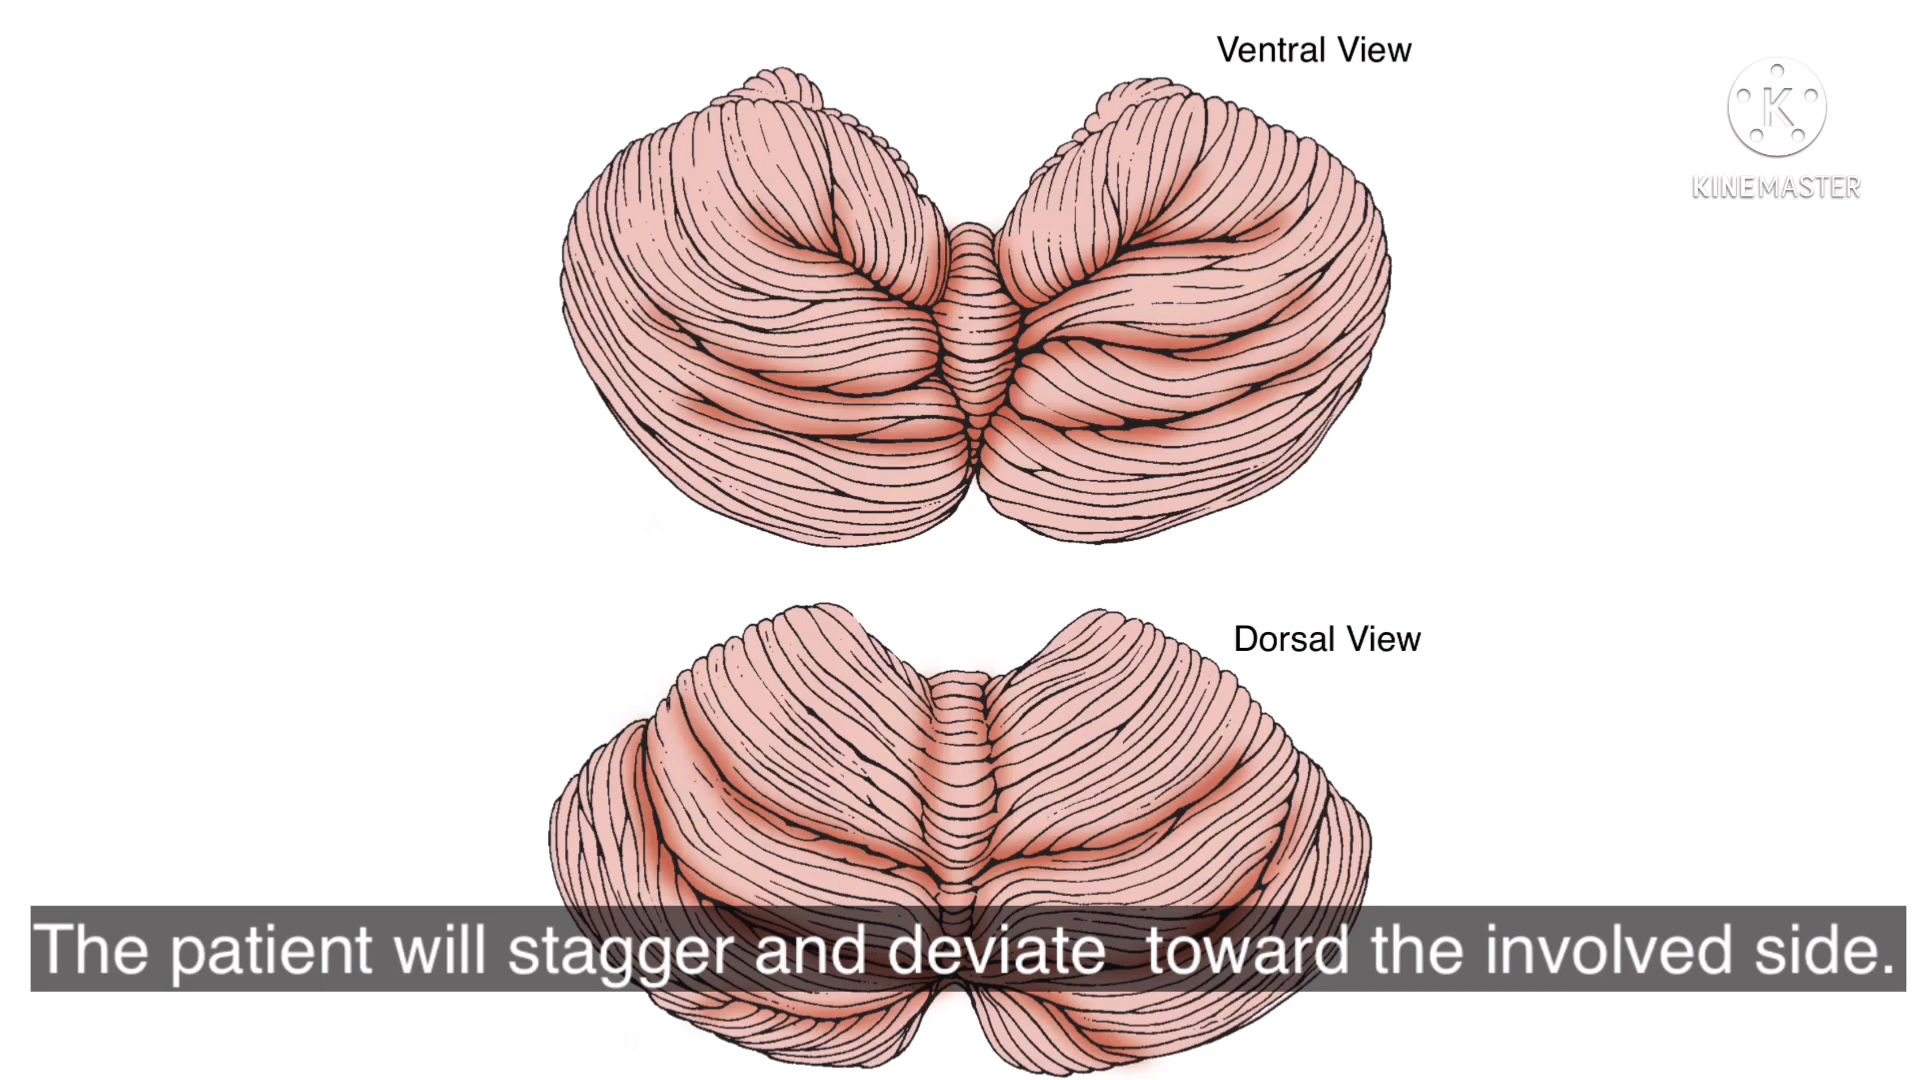 Ventral View
KINEMASTER
Dorsal View
The patient will stagger and deviate toward the involved side.